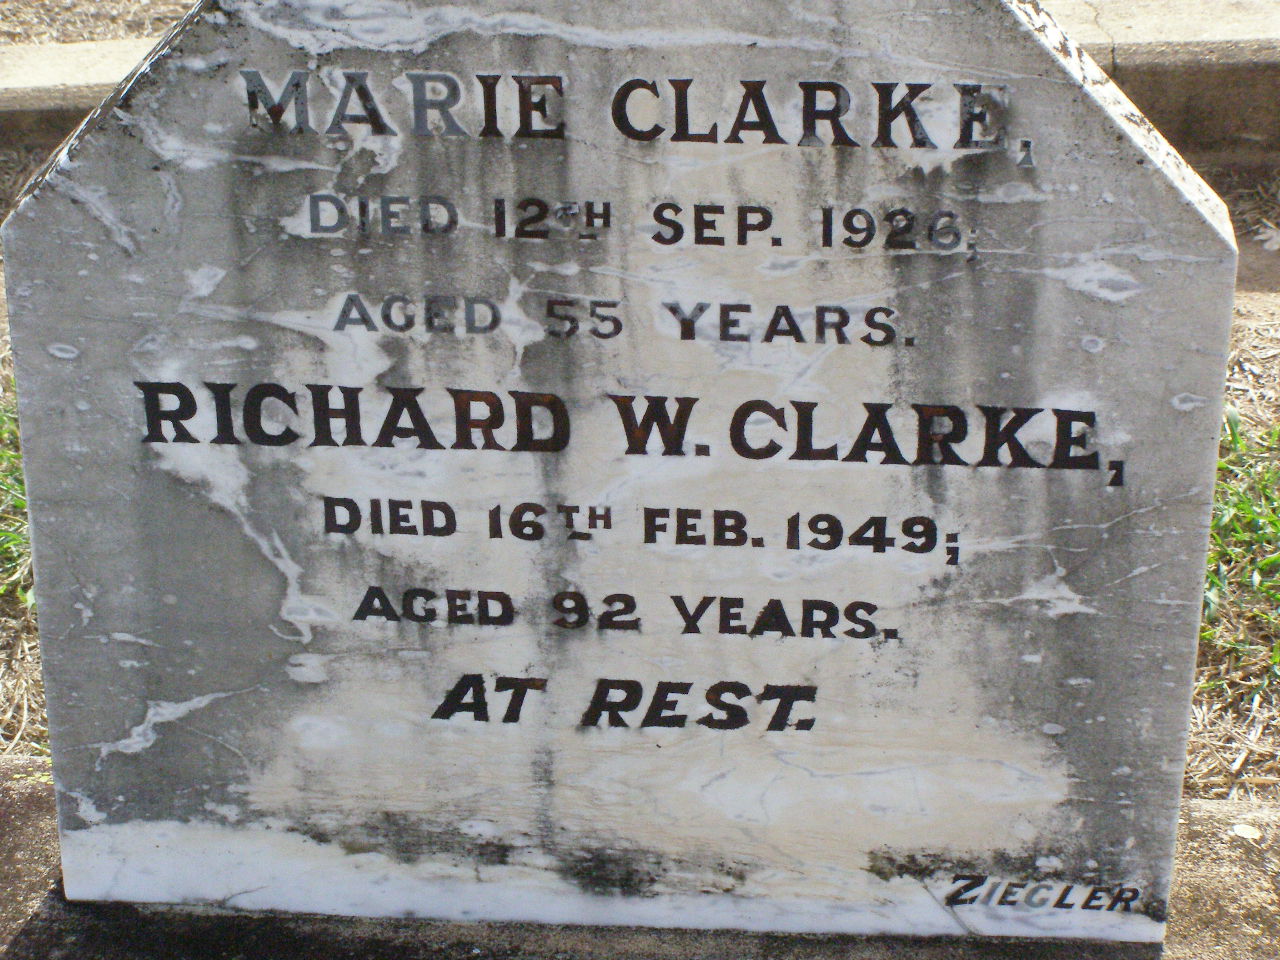 MARIE CLARKE,
DIED 12TH SEP. 1926;
AGED 55 YEARS.
RICHARD W. CLARKE,
DIED 16TH FEB. 1949;
AGED 92 YEARS.
AT REST.
ZIEGLER